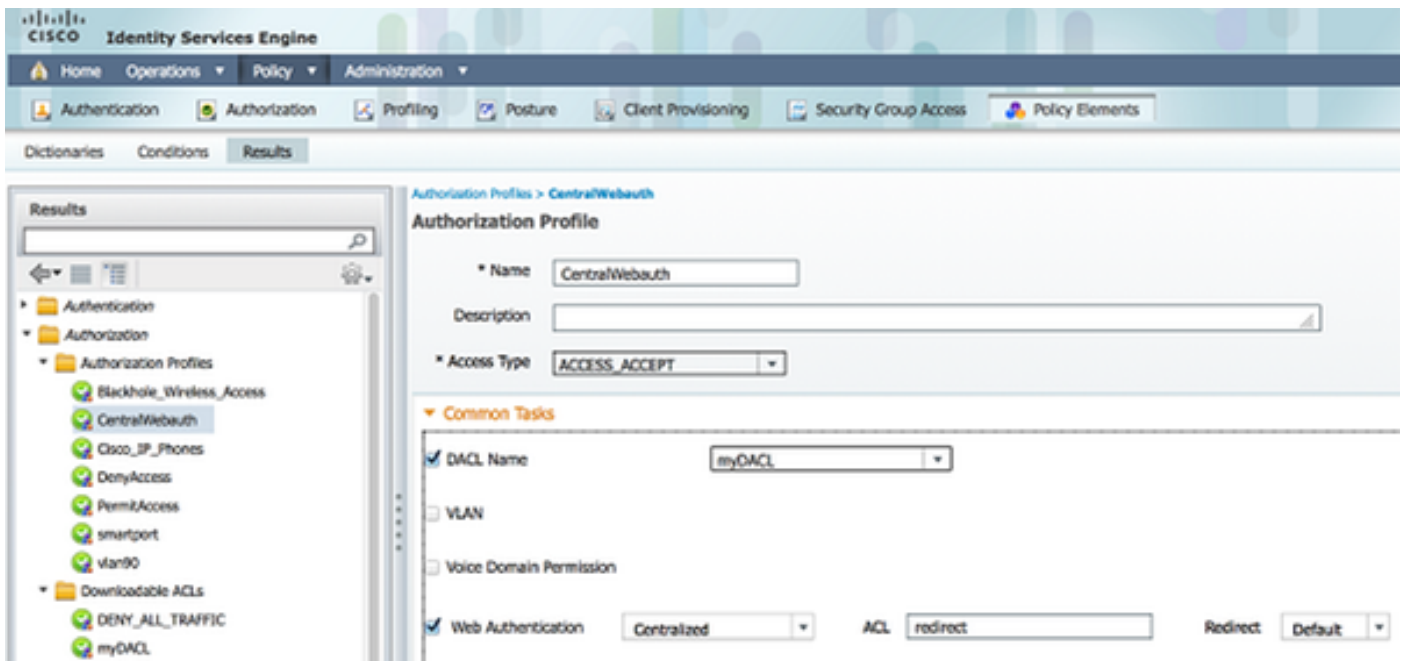 CISCO Identity Services Engine
Home Operations Policy Administration
Authentication Authorization Profiling Posture Client Provisioning Security Group Access Policy Elements
Dictionaries Conditions Results
Results
Authentication
Authorization
Authorization Profiles
Blackhole_Wireless_Access
CentralWebauth
Cisco_IP_Phones
DenyAccess
PermitAccess
smartport
vlan90
Downloadable ACLs
DENY_ALL_TRAFFIC
myDACL
Authorization Profiles > CentralWebauth
Authorization Profile
* Name CentralWebauth
Description
* Access Type ACCESS_ACCEPT
Common Tasks
DACL Name myDACL
VLAN
Voice Domain Permission
Web Authentication Centralized ACL redirect Redirect Default